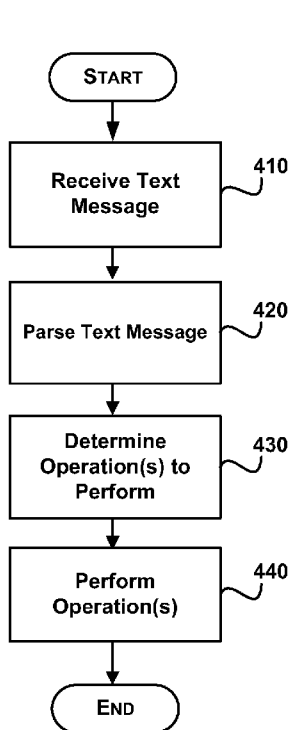 START
Receive Text
Message
410
Parse Text Message
420
Determine
Operation(s) to
Perform
430
Perform
Operation(s)
440
END